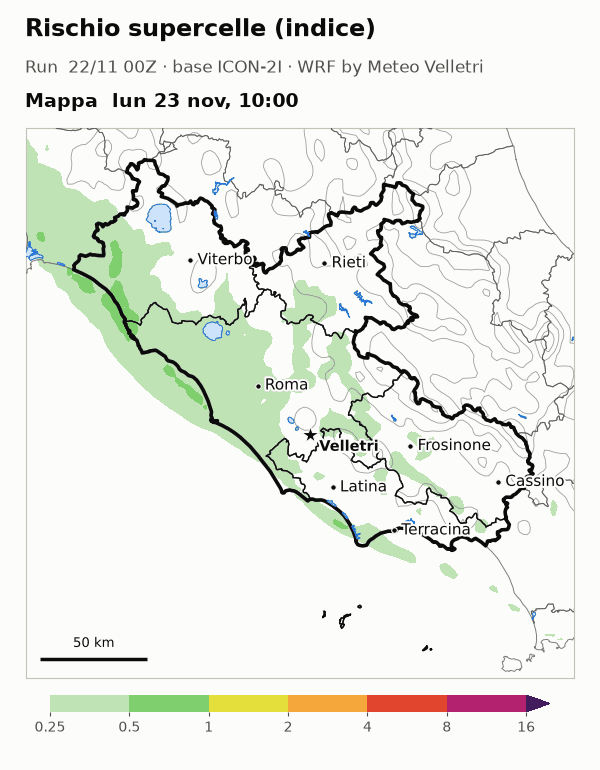 Rischio supercelle (indice)
Run  22/11 00Z · base ICON-2I · WRF by Meteo Velletri
Mappa  lun 23 nov, 10:00
Viterbo
Rieti
Roma
Velletri
Frosinone
Latina
Cassino
Terracina
50 km
0.25 0.5 1 2 4 8 16